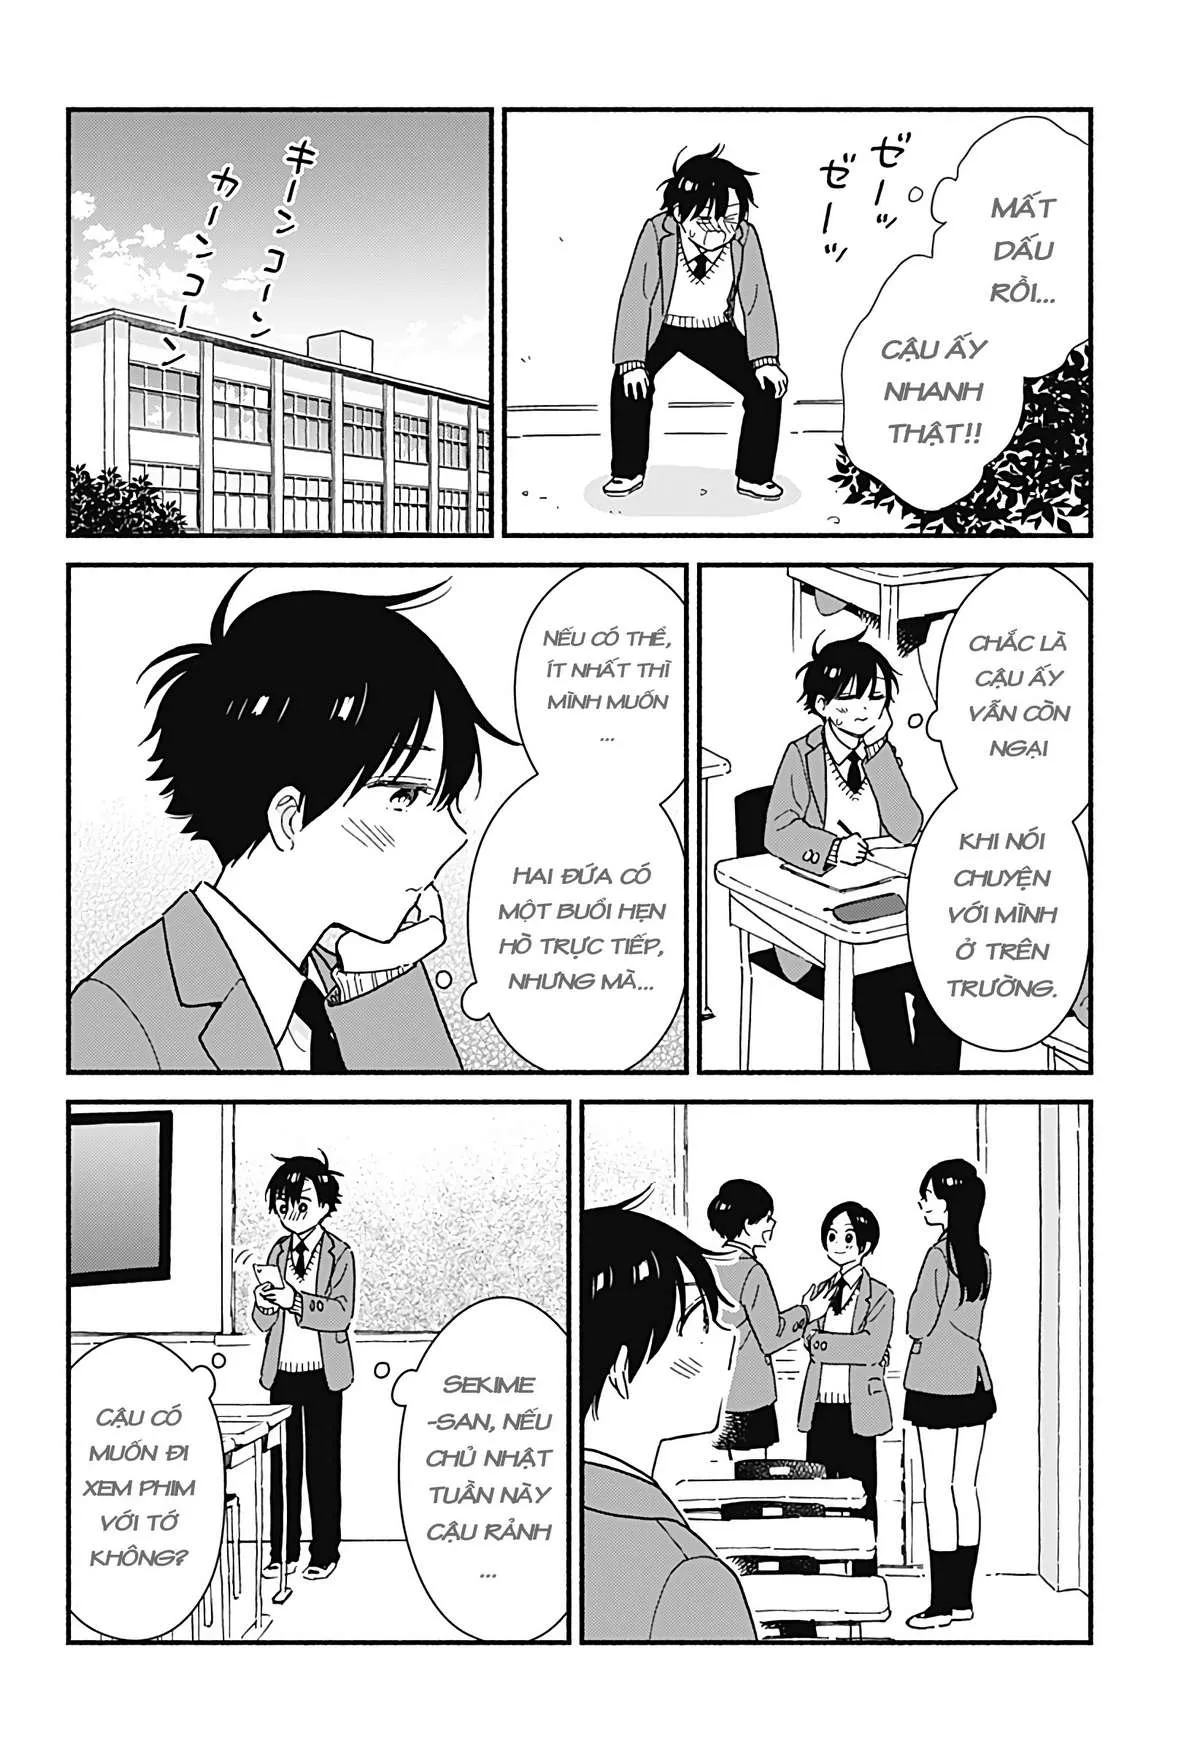 MẤT
DẤU
RỒI...
CẬU ẤY
NHANH
THẬT!!
ゼーッ
ゼーッ
キーンコーン
カーンコーン
CHẮC LÀ
CẬU ẤY
VẪN CÒN
NGẠI
KHI NÓI
CHUYỆN
VỚI MÌNH
Ở TRÊN
TRƯỜNG.
NẾU CÓ THỂ,
ÍT NHẤT THÌ
MÌNH MUỐN
...
HAI ĐỨA CÓ
MỘT BUỔI HẸN
HÒ TRỰC TIẾP,
NHƯNG MÀ...
SEKIME
-SAN, NẾU
CHỦ NHẬT
TUẦN NÀY
CẬU RẢNH
...
CẬU CÓ
MUỐN ĐI
XEM PHIM
VỚI TỚ
KHÔNG?